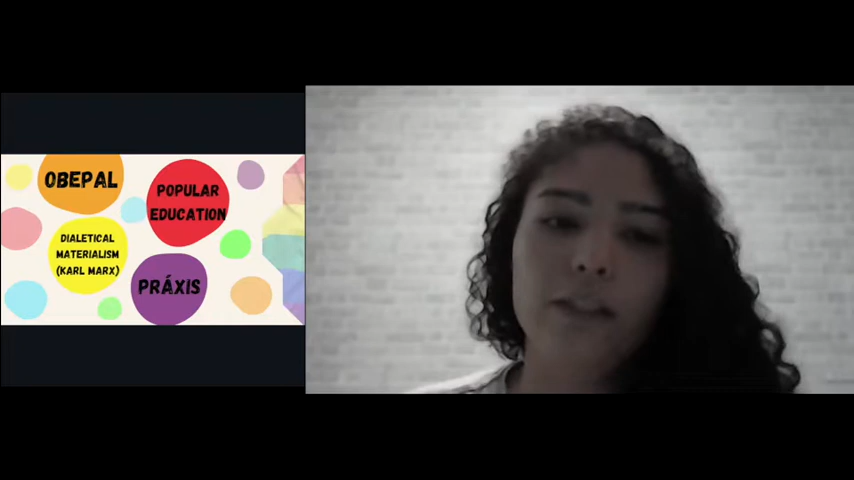 OBEPAL
POPULAR
EDUCATION
DIALETICAL
MATERIALISM
(KARL MARX)
PRÁXIS